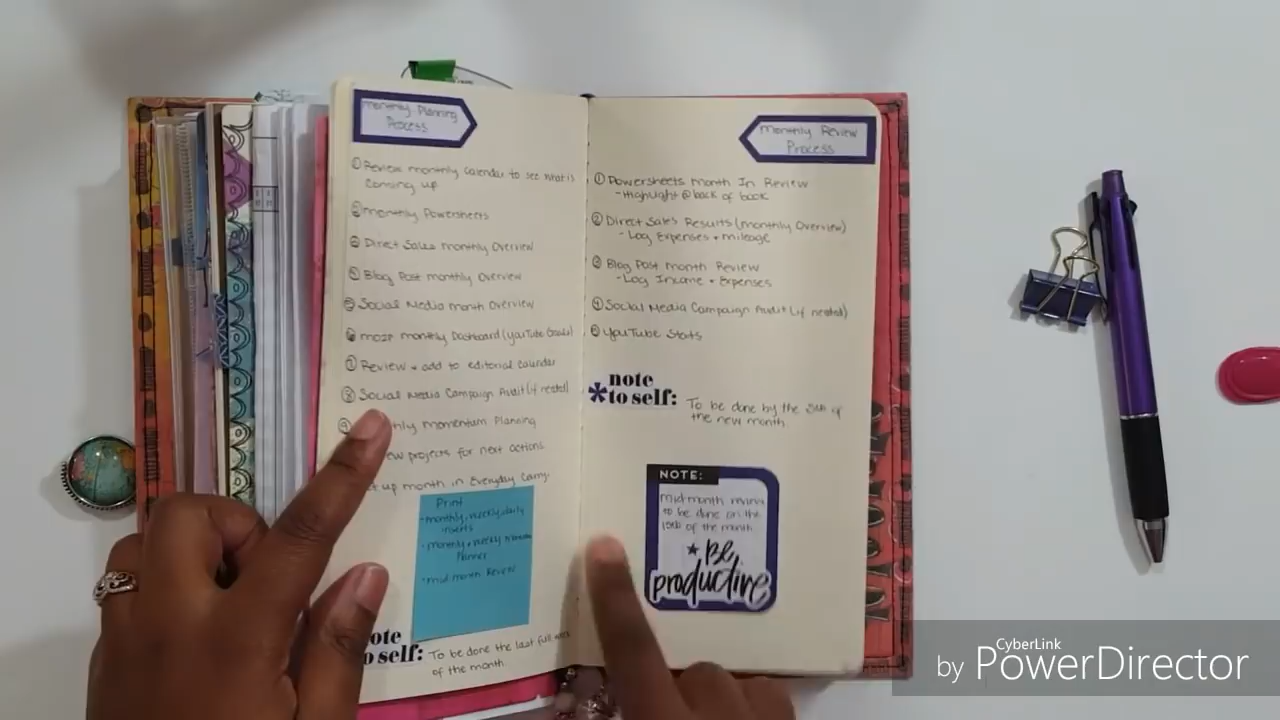 Monthly Planning
Process
① Review monthly calendar to see what is
coming up
② Monthly Powersheets
③ Direct Sales monthly Overview
④ Blog Post monthly Overview
⑤ Social Media month Overview
⑥ monthly Dashboard (YouTube Goals)
⑦ Review + add to editorial calendar
⑧ Social Media Campaign Audit (if needed)
⑨ Momentum Planning
projects for next actions
up month in Everyday Carry
Print
- monthly, weekly, daily
inserts
- monthly + weekly
Planner
- mid month Review
to self: To be done the last full
of the month
Monthly Review
Process
① Powersheets month In Review
- Highlight @ back of book
② Direct Sales Results (monthly Overview)
- Log Expenses + mileage
③ Blog Post month Review
- Log Income + Expenses
④ Social Media Campaign Audit (if needed)
⑤ YouTube Stats
*note
to self: To be done by the 5th of
the new month
NOTE:
mid-month review
to be done on the
15th of the month
★ Be
productive
CyberLink
by PowerDirector